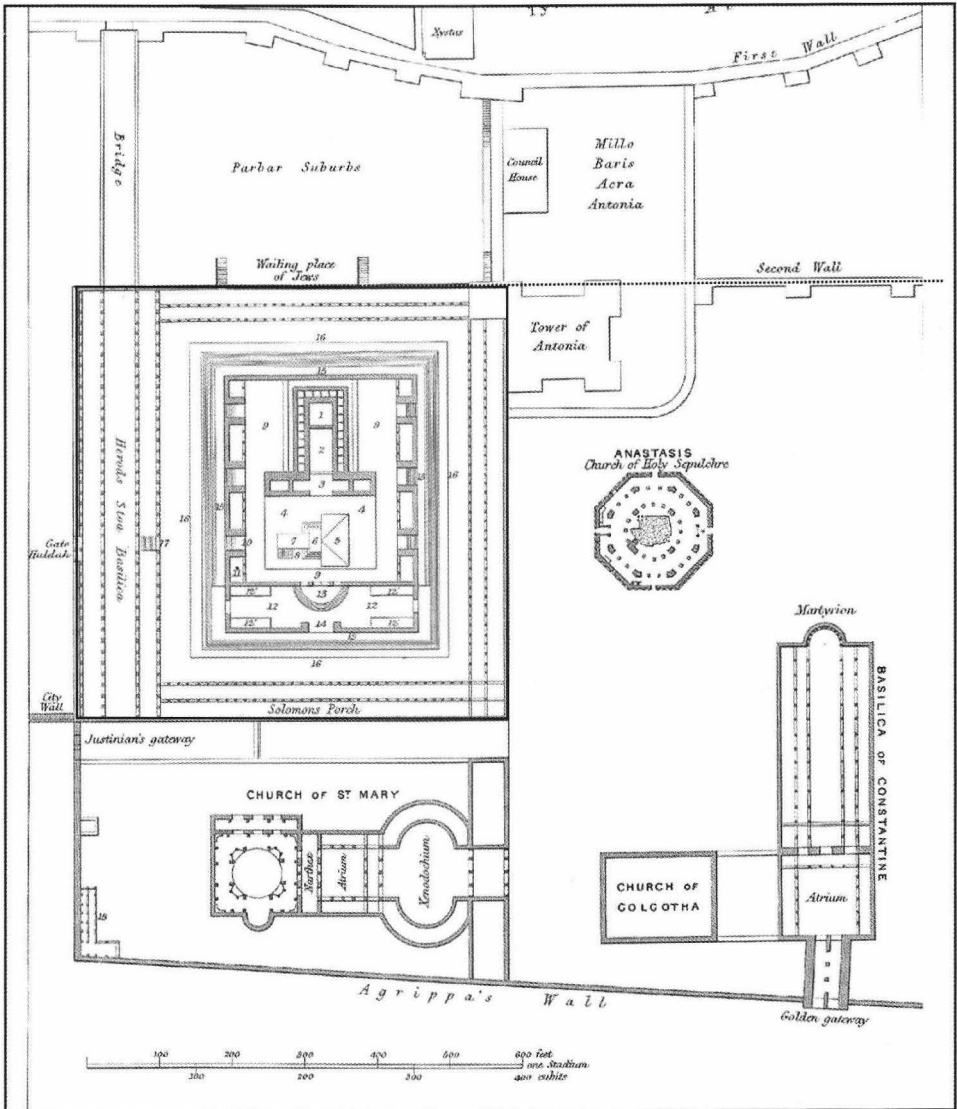 Xystus
First Wall
Bridge
Parbar Suburbs
Council
House
Millo
Baris
Acra
Antonia
Wailing place
of Jews
Second Wall
Tower of
Antonia
16
15
1
9
9
2
ANASTASIS
Church of Holy Sepulchre
3
15
16
16
15
4
4
Herods Stoa Basilica
Gate
Huldah
17
10
7
6
5
8
9
13
12
12
14
15
16
Martyrion
BASILICA OF CONSTANTINE
City
Wall
Solomons Porch
Justinian's gateway
CHURCH OF ST MARY
Narthex
Atrium
Xenodochium
CHURCH OF
GOLGOTHA
Atrium
18
Agrippa's Wall
Golden gateway
100 200 300 400 500 600 feet
one Stadium
100 200 300 400 cubits